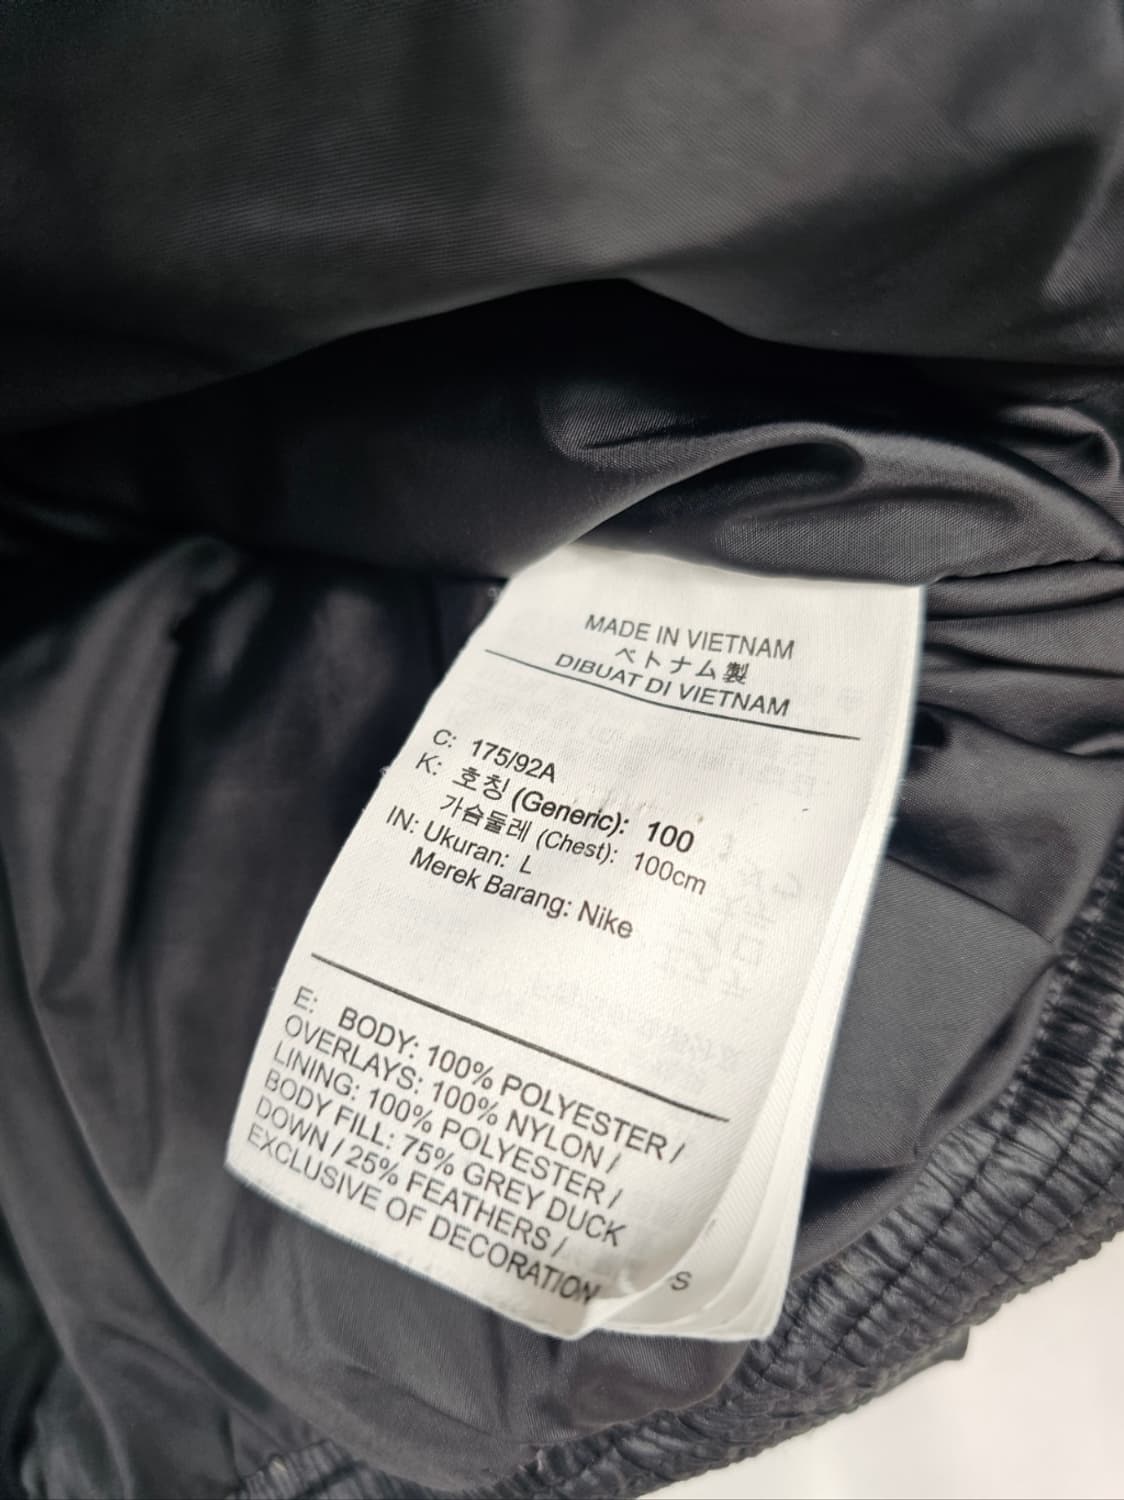 MADE IN VIETNAM
ベトナム製
DIBUAT DI VIETNAM
C: 175/92A
K: 호칭 (Generic): 100
가슴둘레 (Chest): 100cm
IN: Ukuran: L
Merek Barang: Nike
E: BODY: 100% POLYESTER /
OVERLAYS: 100% NYLON /
LINING: 100% POLYESTER /
BODY FILL: 75% GREY DUCK
DOWN / 25% FEATHERS /
EXCLUSIVE OF DECORATION
S